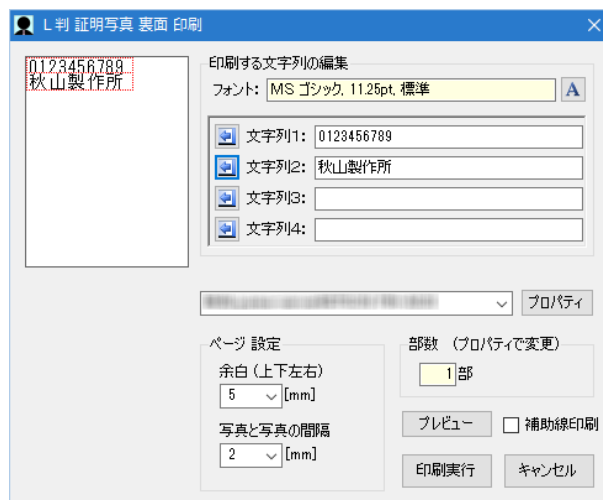 L判 証明写真 裏面 印刷
0123456789
秋山製作所
印刷する文字列の編集
フォント: MS ゴシック, 11.25pt, 標準
A
文字列1: 0123456789
文字列2: 秋山製作所
文字列3:
文字列4:
プロパティ
ページ 設定
余白 (上下左右)
5 [mm]
写真と写真の間隔
2 [mm]
部数 (プロパティで変更)
1 部
プレビュー
補助線印刷
印刷実行
キャンセル